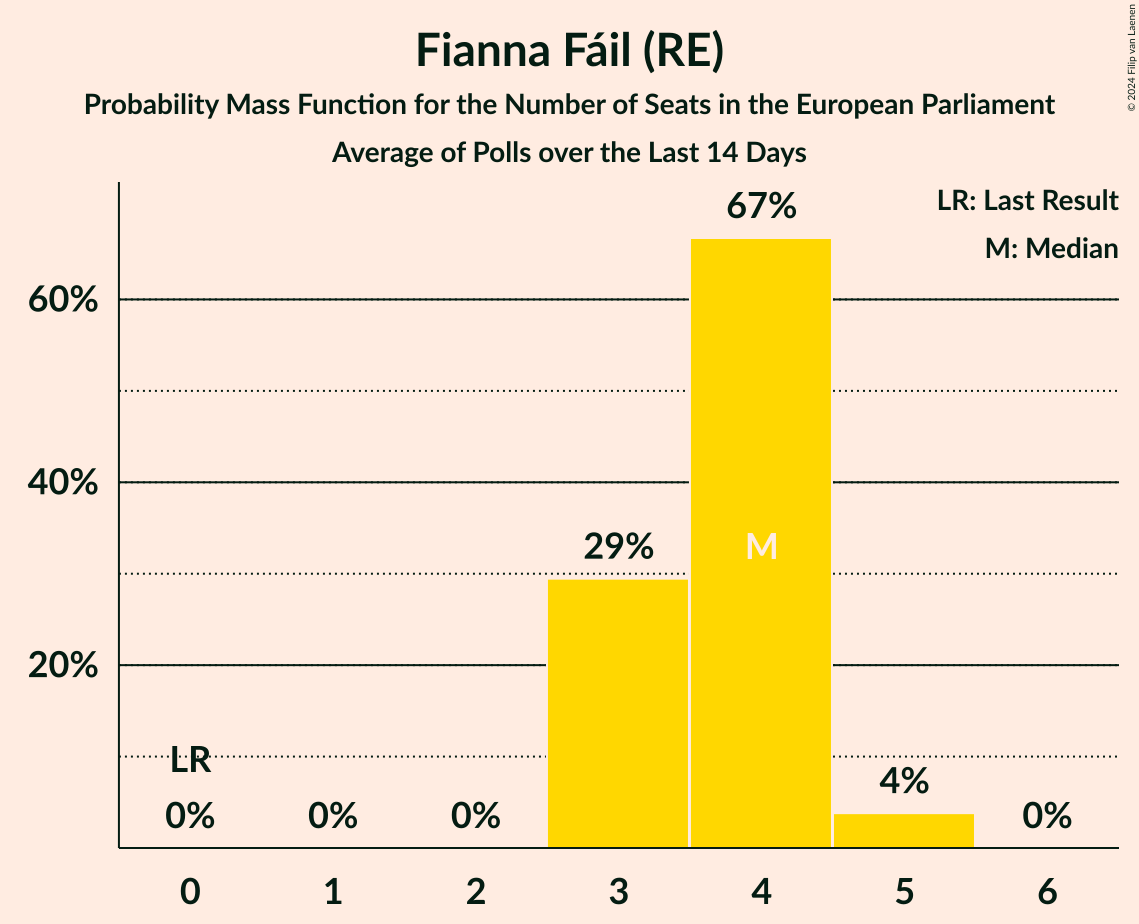 Fianna Fáil (RE)
Probability Mass Function for the Number of Seats in the European Parliament
Average of Polls over the Last 14 Days
© 2024 Filip van Laenen
LR: Last Result
M: Median
67%
60%
40%
29%
M
20%
LR
4%
0%
0%
0%
0%
0
1
2
3
4
5
6